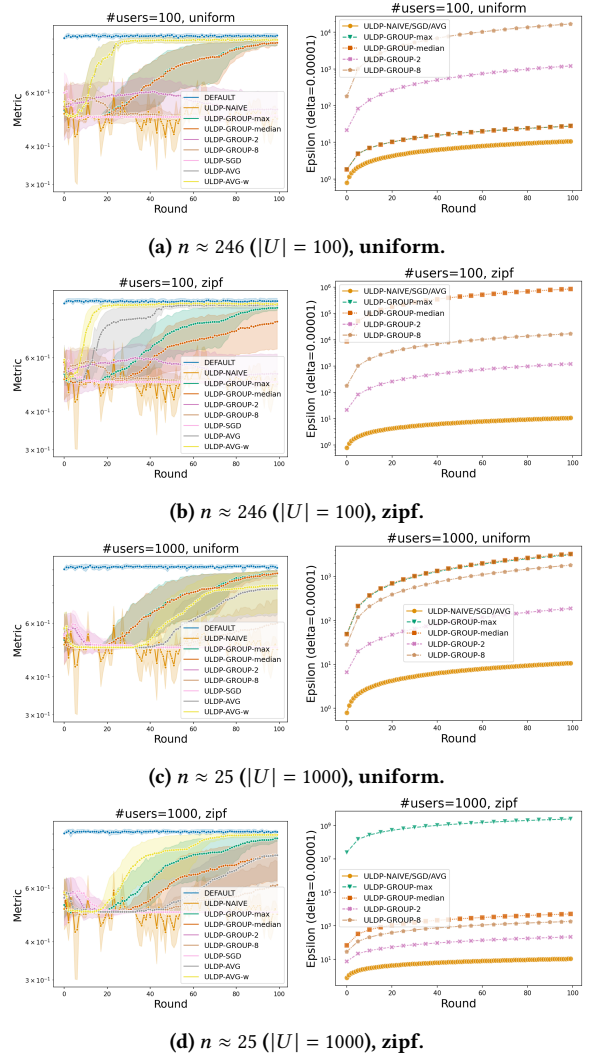 #users=100, uniform
Metric
6 × 10⁻¹
4 × 10⁻¹
3 × 10⁻¹
DEFAULT
ULDP-NAIVE
ULDP-GROUP-max
ULDP-GROUP-median
ULDP-GROUP-2
ULDP-GROUP-8
ULDP-SGD
ULDP-AVG
ULDP-AVG-w
0 20 40 60 80 100
Round
#users=100, uniform
Epsilon (delta=0.00001)
10⁴
10³
10²
10¹
10⁰
ULDP-NAIVE/SGD/AVG
ULDP-GROUP-max
ULDP-GROUP-median
ULDP-GROUP-2
ULDP-GROUP-8
0 20 40 60 80 100
Round
(a) n ≈ 246 (|U| = 100), uniform.
#users=100, zipf
Metric
6 × 10⁻¹
4 × 10⁻¹
3 × 10⁻¹
DEFAULT
ULDP-NAIVE
ULDP-GROUP-max
ULDP-GROUP-median
ULDP-GROUP-2
ULDP-GROUP-8
ULDP-SGD
ULDP-AVG
ULDP-AVG-w
0 20 40 60 80 100
Round
#users=100, zipf
Epsilon (delta=0.00001)
10⁶
10⁵
10⁴
10³
10²
10¹
10⁰
ULDP-NAIVE/SGD/AVG
ULDP-GROUP-max
ULDP-GROUP-median
ULDP-GROUP-2
ULDP-GROUP-8
0 20 40 60 80 100
Round
(b) n ≈ 246 (|U| = 100), zipf.
#users=1000, uniform
Metric
6 × 10⁻¹
4 × 10⁻¹
3 × 10⁻¹
DEFAULT
ULDP-NAIVE
ULDP-GROUP-max
ULDP-GROUP-median
ULDP-GROUP-2
ULDP-GROUP-8
ULDP-SGD
ULDP-AVG
ULDP-AVG-w
0 20 40 60 80 100
Round
#users=1000, uniform
Epsilon (delta=0.00001)
10³
10²
10¹
10⁰
ULDP-NAIVE/SGD/AVG
ULDP-GROUP-max
ULDP-GROUP-median
ULDP-GROUP-2
ULDP-GROUP-8
0 20 40 60 80 100
Round
(c) n ≈ 25 (|U| = 1000), uniform.
#users=1000, zipf
Metric
6 × 10⁻¹
4 × 10⁻¹
3 × 10⁻¹
DEFAULT
ULDP-NAIVE
ULDP-GROUP-max
ULDP-GROUP-median
ULDP-GROUP-2
ULDP-GROUP-8
ULDP-SGD
ULDP-AVG
ULDP-AVG-w
0 20 40 60 80 100
Round
#users=1000, zipf
Epsilon (delta=0.00001)
10⁹
10⁷
10⁵
10³
10¹
ULDP-NAIVE/SGD/AVG
ULDP-GROUP-max
ULDP-GROUP-median
ULDP-GROUP-2
ULDP-GROUP-8
0 20 40 60 80 100
Round
(d) n ≈ 25 (|U| = 1000), zipf.